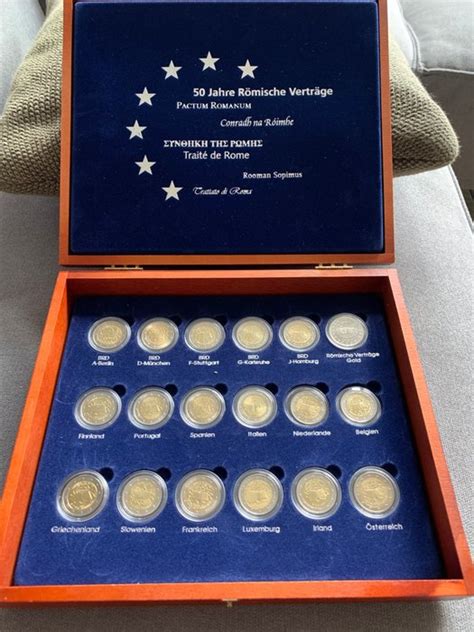 50 Jahre Römische Verträge
PACTUM ROMANUM
Conradh na Róimhe
ΣΥΝΘΗΚΗ ΤΗΣ ΡΩΜΗΣ
Traité de Rome
Rooman Sopimus
Trattato di Roma
BRD A-Berlin
BRD D-München
BRD F-Stuttgart
BRD G-Karlsruhe
BRD J-Hamburg
Römische Verträge Gold
Finnland
Portugal
Spanien
Italien
Niederlande
Belgien
Griechenland
Slowenien
Frankreich
Luxemburg
Irland
Österreich